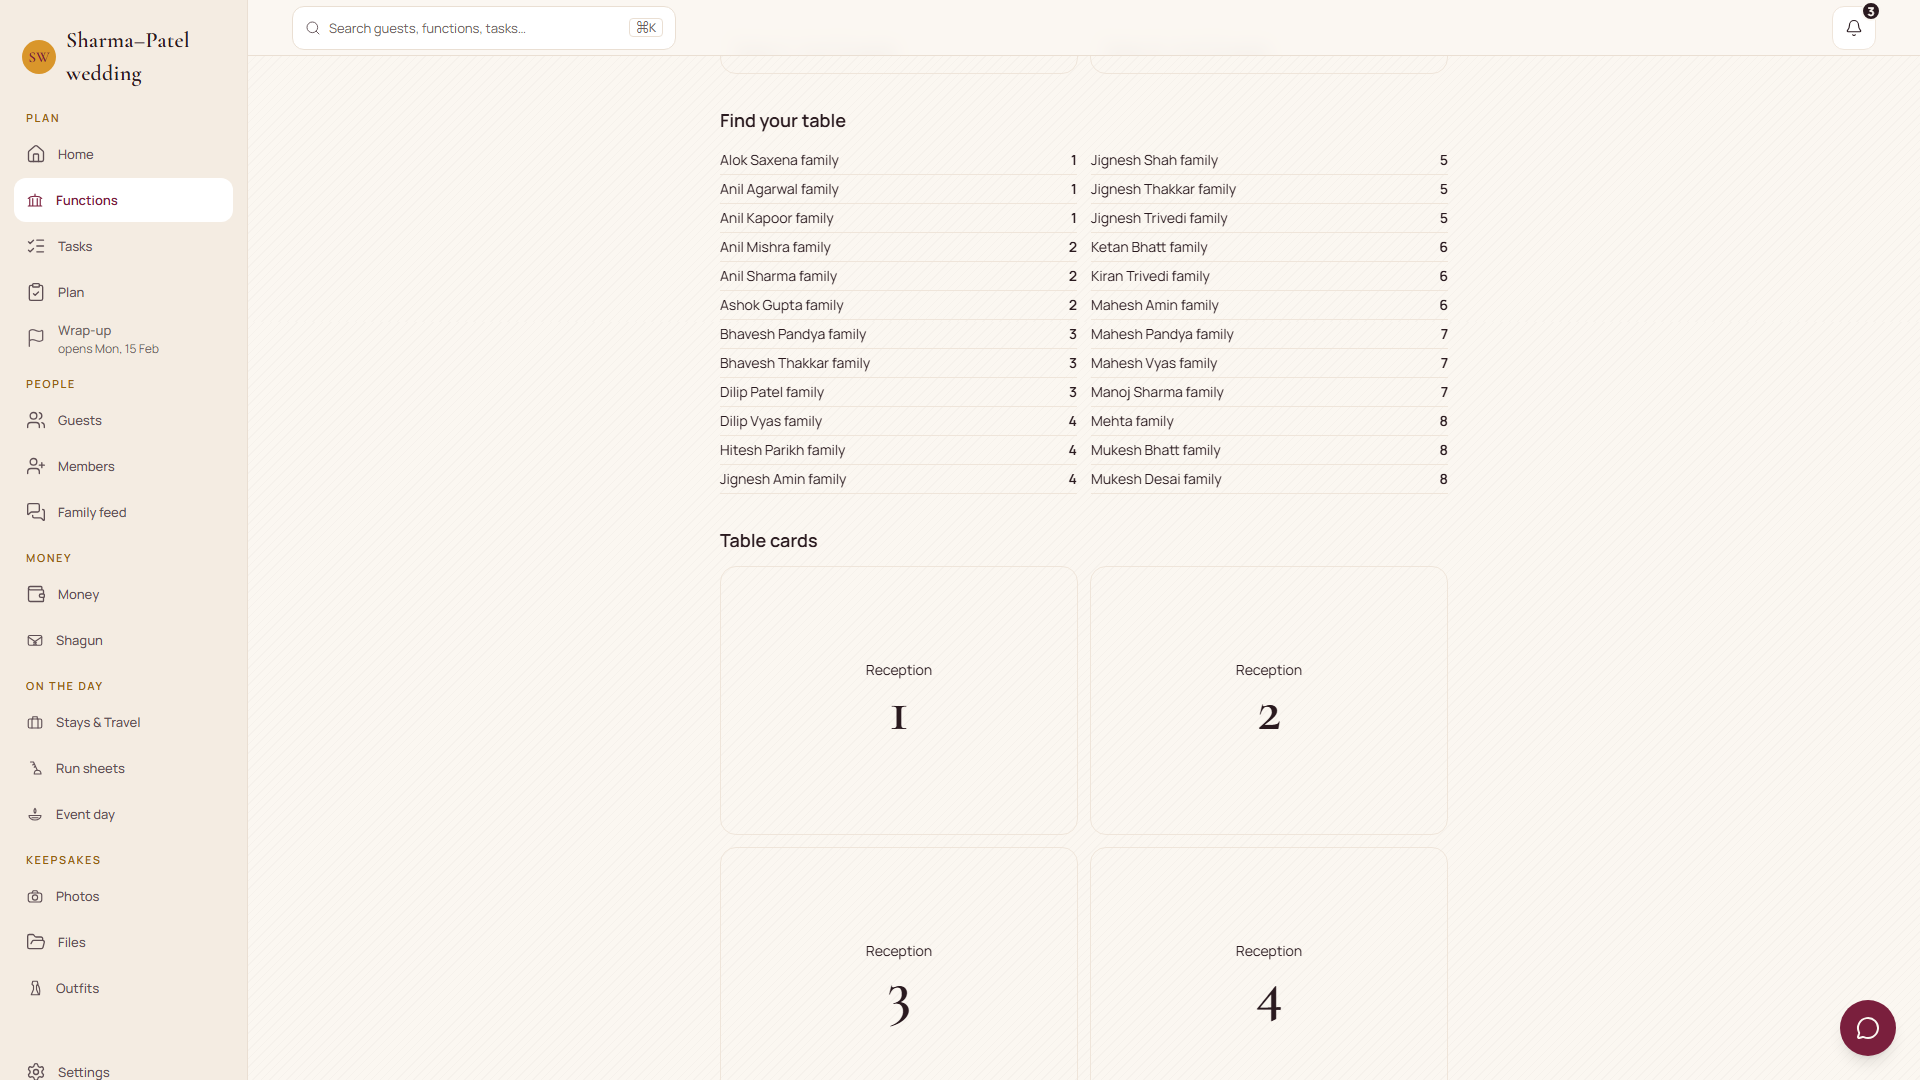 SW
Sharma–Patel
wedding
PLAN
Home
Functions
Tasks
Plan
Wrap-up
opens Mon, 15 Feb
PEOPLE
Guests
Members
Family feed
MONEY
Money
Shagun
ON THE DAY
Stays & Travel
Run sheets
Event day
KEEPSAKES
Photos
Files
Outfits
Settings
Search guests, functions, tasks…
⌘K
3
Find your table
Alok Saxena family 1
Anil Agarwal family 1
Anil Kapoor family 1
Anil Mishra family 2
Anil Sharma family 2
Ashok Gupta family 2
Bhavesh Pandya family 3
Bhavesh Thakkar family 3
Dilip Patel family 3
Dilip Vyas family 4
Hitesh Parikh family 4
Jignesh Amin family 4
Jignesh Shah family 5
Jignesh Thakkar family 5
Jignesh Trivedi family 5
Ketan Bhatt family 6
Kiran Trivedi family 6
Mahesh Amin family 6
Mahesh Pandya family 7
Mahesh Vyas family 7
Manoj Sharma family 7
Mehta family 8
Mukesh Bhatt family 8
Mukesh Desai family 8
Table cards
Reception
1
Reception
2
Reception
3
Reception
4